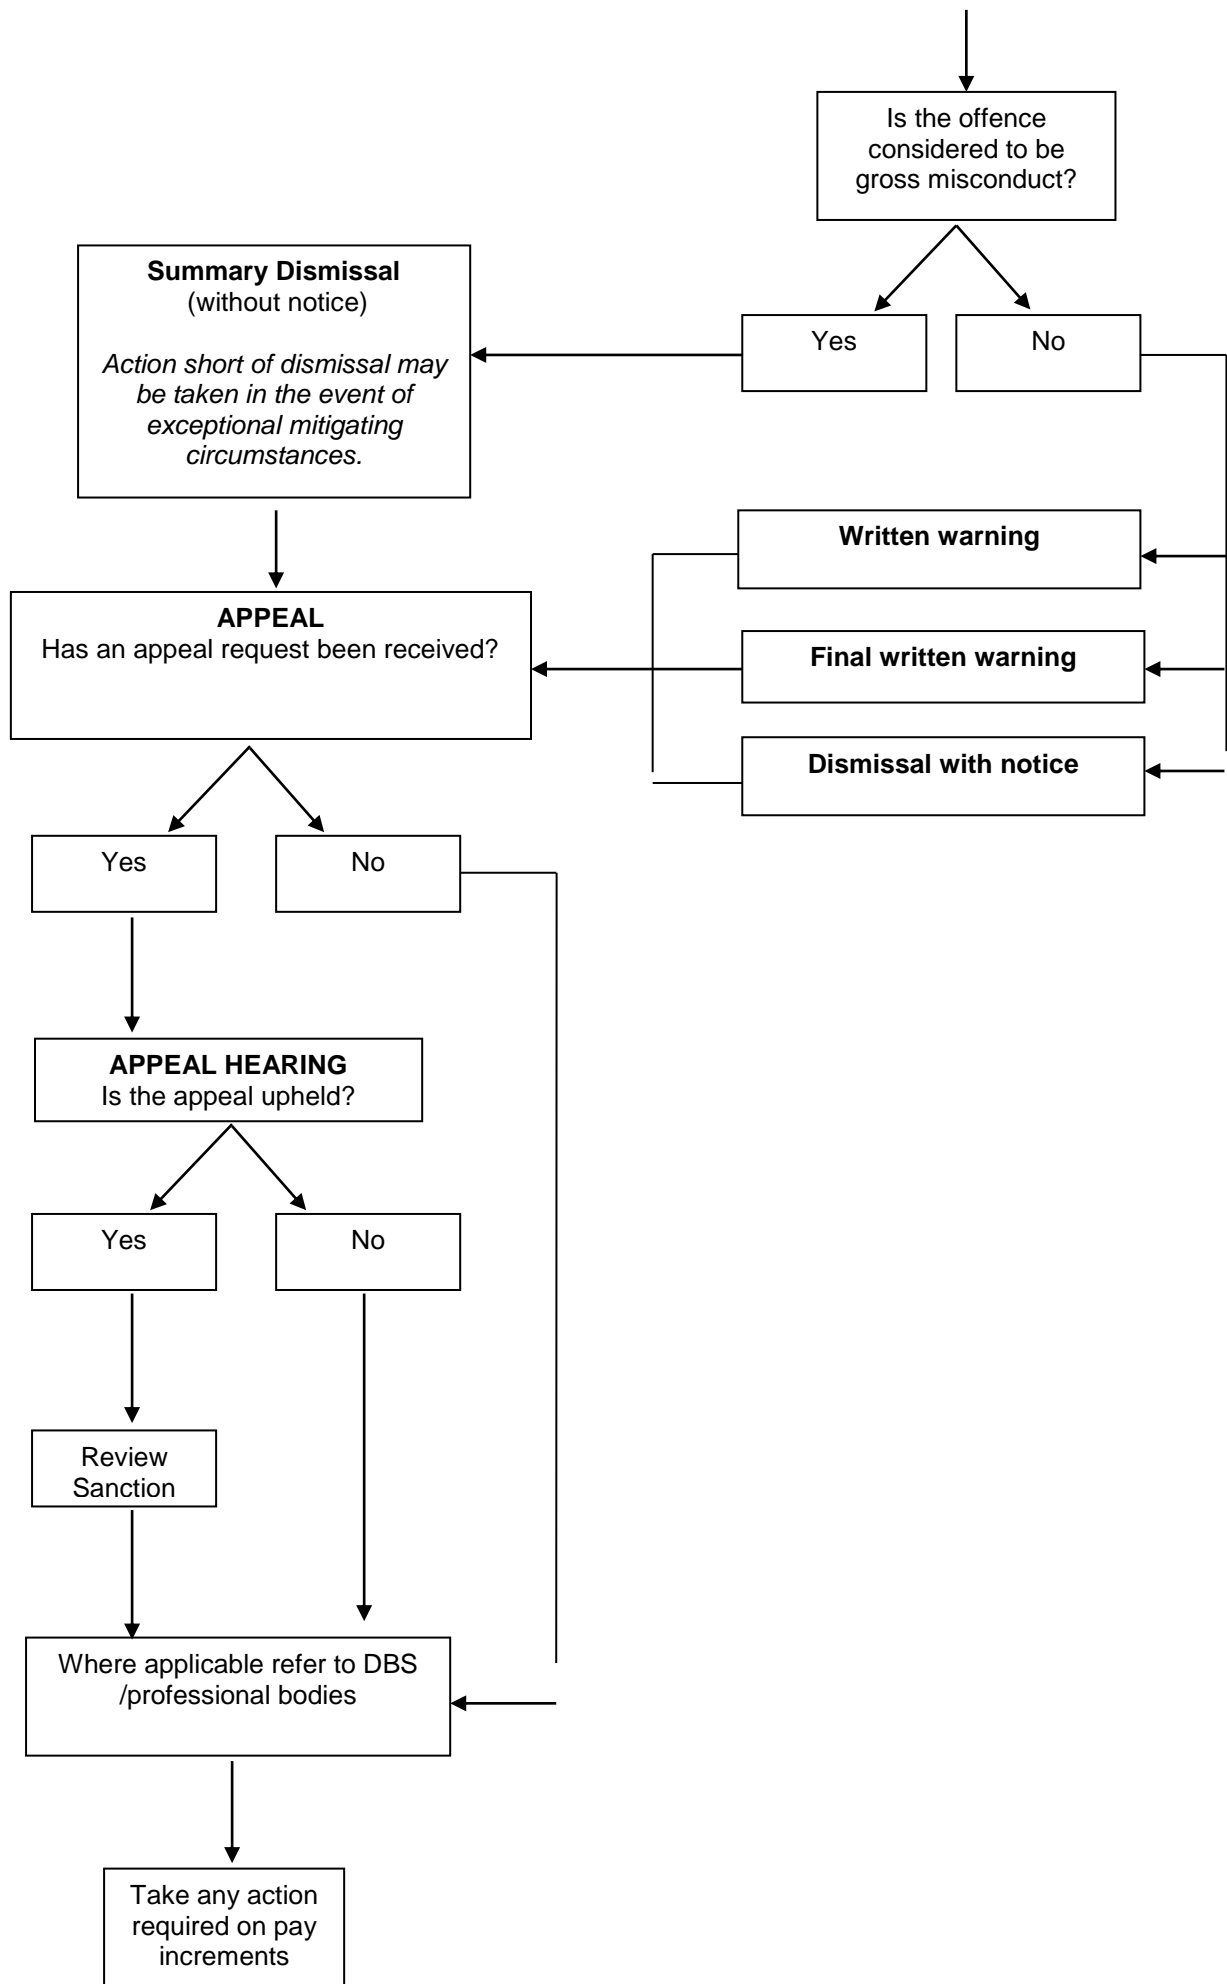 Is the offence
considered to be
gross misconduct?
Summary Dismissal
(without notice)
Action short of dismissal may
be taken in the event of
exceptional mitigating
circumstances.
Yes
No
Written warning
APPEAL
Has an appeal request been received?
Final written warning
Dismissal with notice
Yes
No
APPEAL HEARING
Is the appeal upheld?
Yes
No
Review
Sanction
Where applicable refer to DBS
/professional bodies
Take any action
required on pay
increments